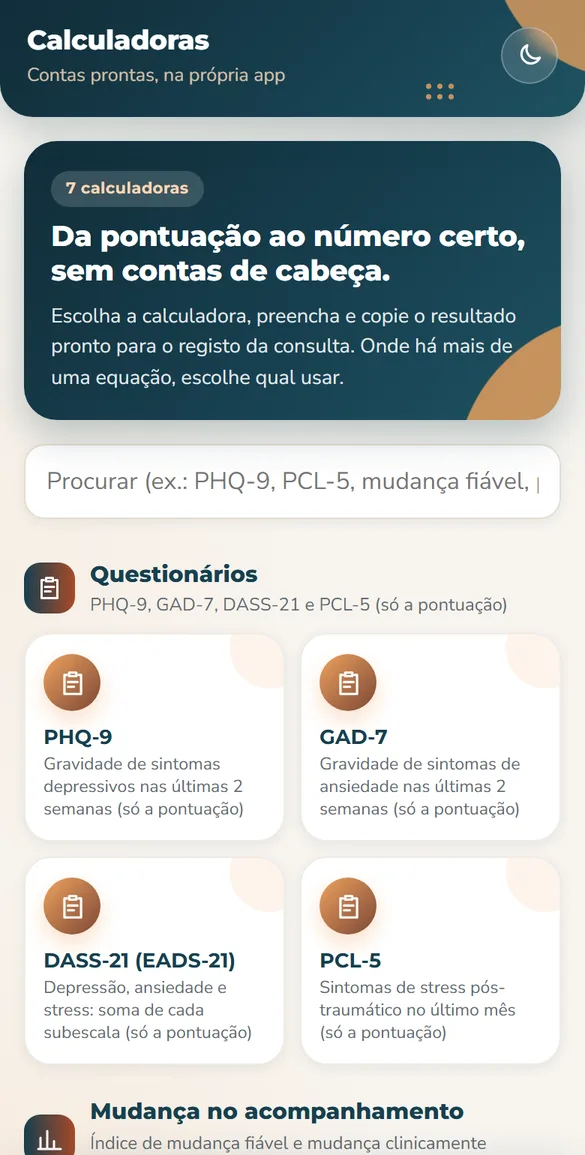 Calculadoras
Contas prontas, na própria app
7 calculadoras
Da pontuação ao número certo,
sem contas de cabeça.
Escolha a calculadora, preencha e copie o resultado
pronto para o registo da consulta. Onde há mais de
uma equação, escolhe qual usar.
Procurar (ex.: PHQ-9, PCL-5, mudança fiável,
Questionários
PHQ-9, GAD-7, DASS-21 e PCL-5 (só a pontuação)
PHQ-9
Gravidade de sintomas
depressivos nas últimas 2
semanas (só a pontuação)
GAD-7
Gravidade de sintomas de
ansiedade nas últimas 2
semanas (só a pontuação)
DASS-21 (EADS-21)
Depressão, ansiedade e
stress: soma de cada
subescala (só a pontuação)
PCL-5
Sintomas de stress pós-
traumático no último mês
(só a pontuação)
Mudança no acompanhamento
Índice de mudança fiável e mudança clinicamente